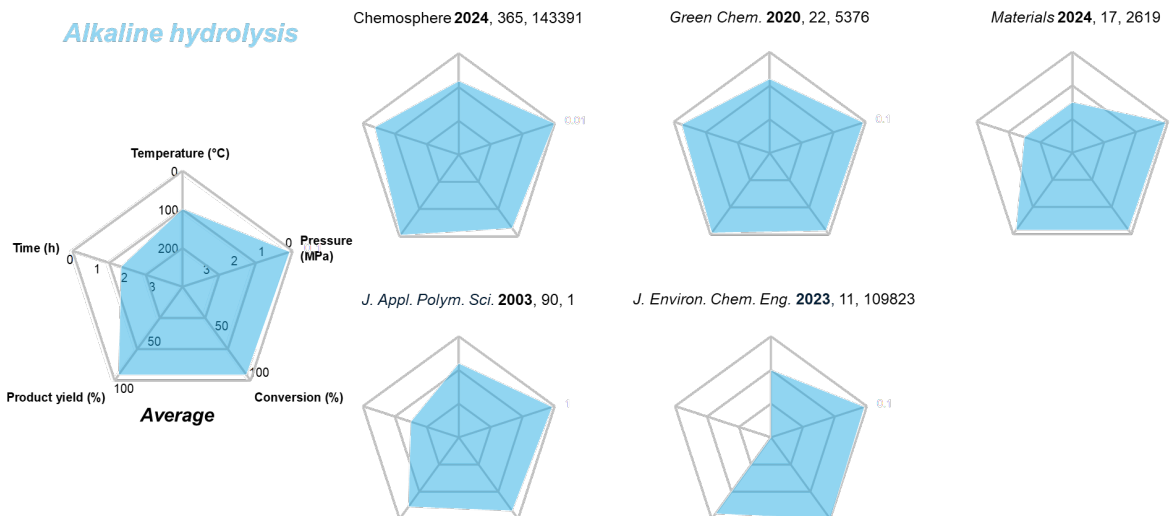 Alkaline hydrolysis
Chemosphere 2024, 365, 143391
Green Chem. 2020, 22, 5376
Materials 2024, 17, 2619
0.01
0.1
Temperature (°C)
0
100
200
Time (h)
0
1
2
3
0
1
2
3
Pressure
(MPa)
50
50
100
100
Product yield (%)
Conversion (%)
Average
J. Appl. Polym. Sci. 2003, 90, 1
J. Environ. Chem. Eng. 2023, 11, 109823
1
0.1